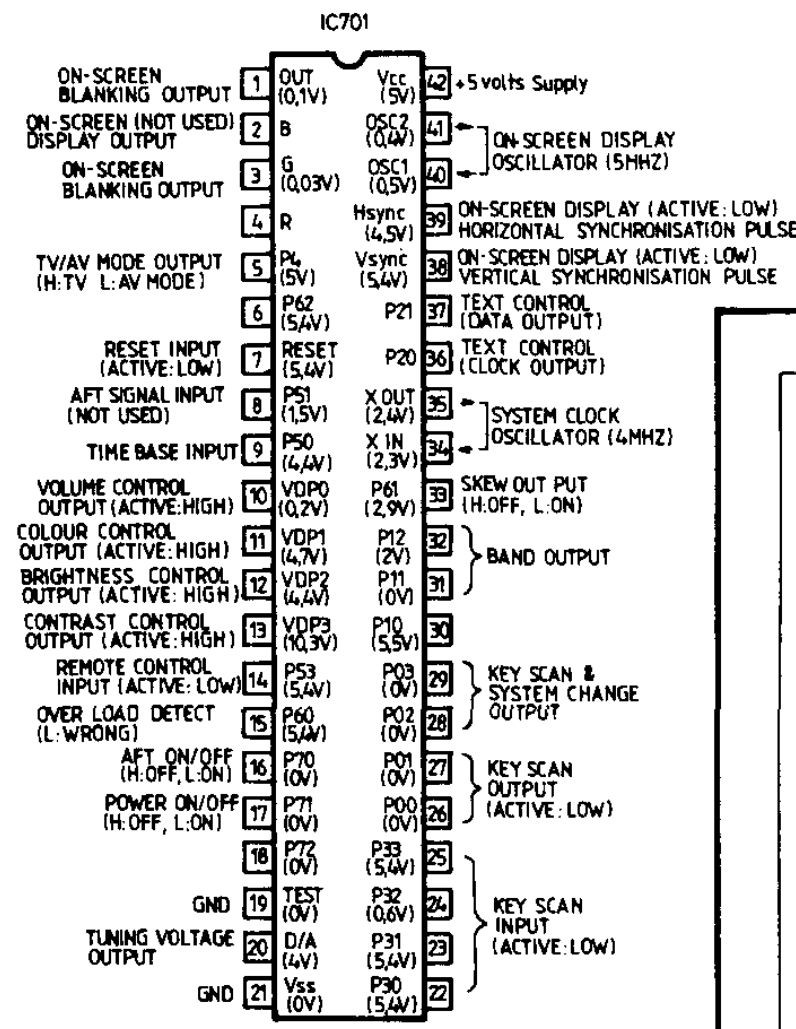 IC701
ON-SCREEN
BLANKING OUTPUT
1
OUT
(0,1V)
Vcc
(5V)
42
+5 volts Supply
ON-SCREEN (NOT USED)
DISPLAY OUTPUT
2
B
OSC2
(0,4V)
41
ON-SCREEN DISPLAY
OSCILLATOR (5MHZ)
ON-SCREEN
BLANKING OUTPUT
3
G
(0,03V)
OSC1
(0,5V)
40
4
R
Hsync
(4,5V)
39
ON-SCREEN DISPLAY (ACTIVE: LOW)
HORIZONTAL SYNCHRONISATION PULSE
TV/AV MODE OUTPUT
(H:TV L:AV MODE)
5
P4
(5V)
Vsync
(5,4V)
38
ON-SCREEN DISPLAY (ACTIVE: LOW)
VERTICAL SYNCHRONISATION PULSE
6
P62
(5,4V)
P21
37
TEXT CONTROL
(DATA OUTPUT)
RESET INPUT
(ACTIVE:LOW)
7
RESET
(5,4V)
P20
36
TEXT CONTROL
(CLOCK OUTPUT)
AFT SIGNAL INPUT
(NOT USED)
8
P51
(1,5V)
X OUT
(2,4V)
35
SYSTEM CLOCK
OSCILLATOR (4MHZ)
TIME BASE INPUT
9
P50
(4,4V)
X IN
(2,3V)
34
VOLUME CONTROL
OUTPUT (ACTIVE:HIGH)
10
VDP0
(0,2V)
P61
(2,9V)
33
SKEW OUT PUT
(H:OFF, L:ON)
COLOUR CONTROL
OUTPUT (ACTIVE:HIGH)
11
VDP1
(4,7V)
P12
(2V)
32
BAND OUTPUT
BRIGHTNESS CONTROL
OUTPUT (ACTIVE: HIGH)
12
VDP2
(4,4V)
P11
(0V)
31
CONTRAST CONTROL
OUTPUT (ACTIVE:HIGH)
13
VDP3
(10,3V)
P10
(5,5V)
30
REMOTE CONTROL
INPUT (ACTIVE: LOW)
14
P53
(5,4V)
P03
(0V)
29
KEY SCAN &
SYSTEM CHANGE
OUTPUT
OVER LOAD DETECT
(L:WRONG)
15
P60
(5,4V)
P02
(0V)
28
AFT ON/OFF
(H:OFF, L:ON)
16
P70
(0V)
P01
(0V)
27
KEY SCAN
OUTPUT
(ACTIVE:LOW)
POWER ON/OFF
(H:OFF, L:ON)
17
P71
(0V)
P00
(0V)
26
18
P72
(0V)
P33
(5,4V)
25
GND
19
TEST
(0V)
P32
(0,6V)
24
KEY SCAN
INPUT
(ACTIVE:LOW)
TUNING VOLTAGE
OUTPUT
20
D/A
(4V)
P31
(5,4V)
23
GND
21
Vss
(0V)
P30
(5,4V)
22